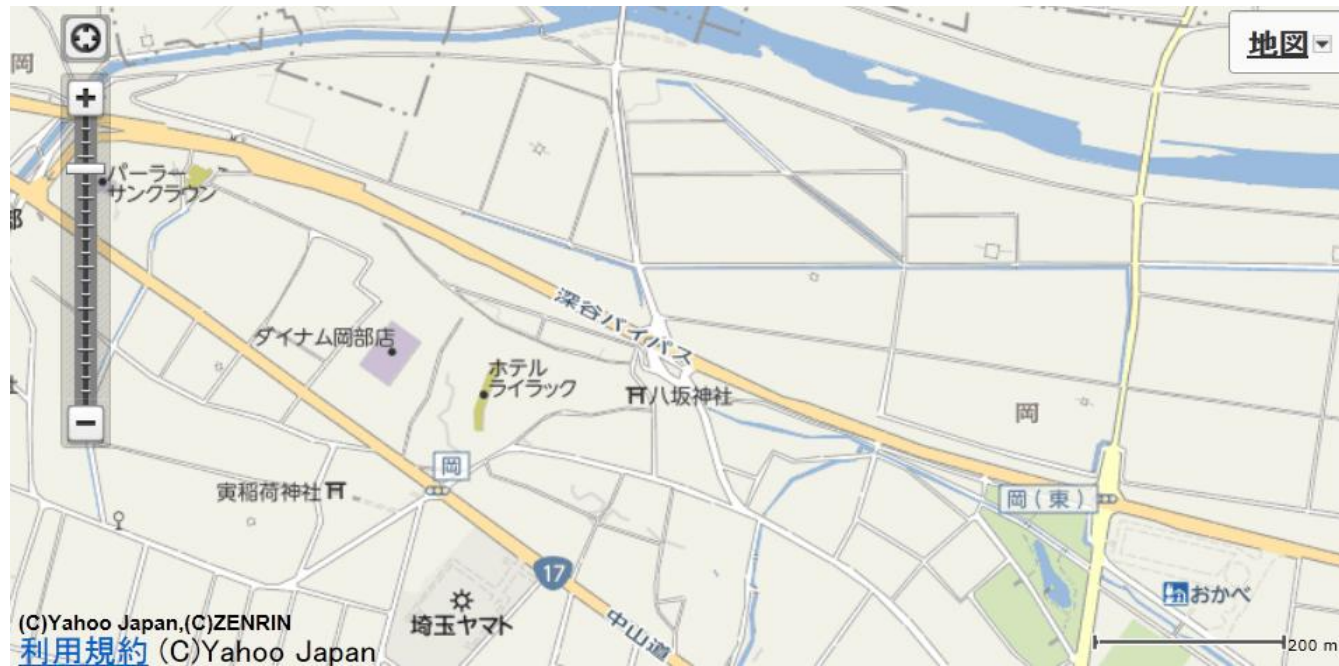 地図
岡
パーラー
サンクラウン
部
深谷バイパス
ダイナム岡部店
ホテル
ライラック
八坂神社
岡
岡
寅稲荷神社
岡(東)
17
おかべ
埼玉ヤマト
中山道
(C)Yahoo Japan,(C)ZENRIN
利用規約 (C)Yahoo Japan
200 m